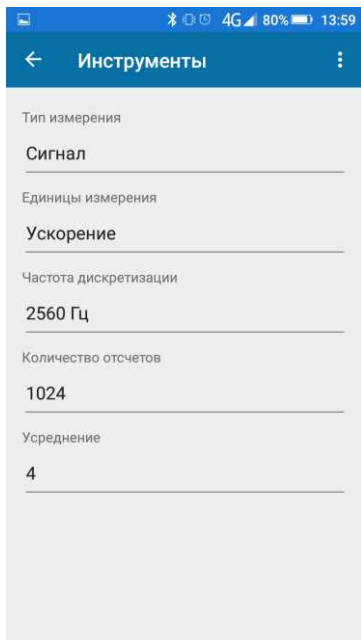 4G 80% 13:59
Инструменты
Тип измерения
Сигнал
Единицы измерения
Ускорение
Частота дискретизации
2560 Гц
Количество отсчетов
1024
Усреднение
4